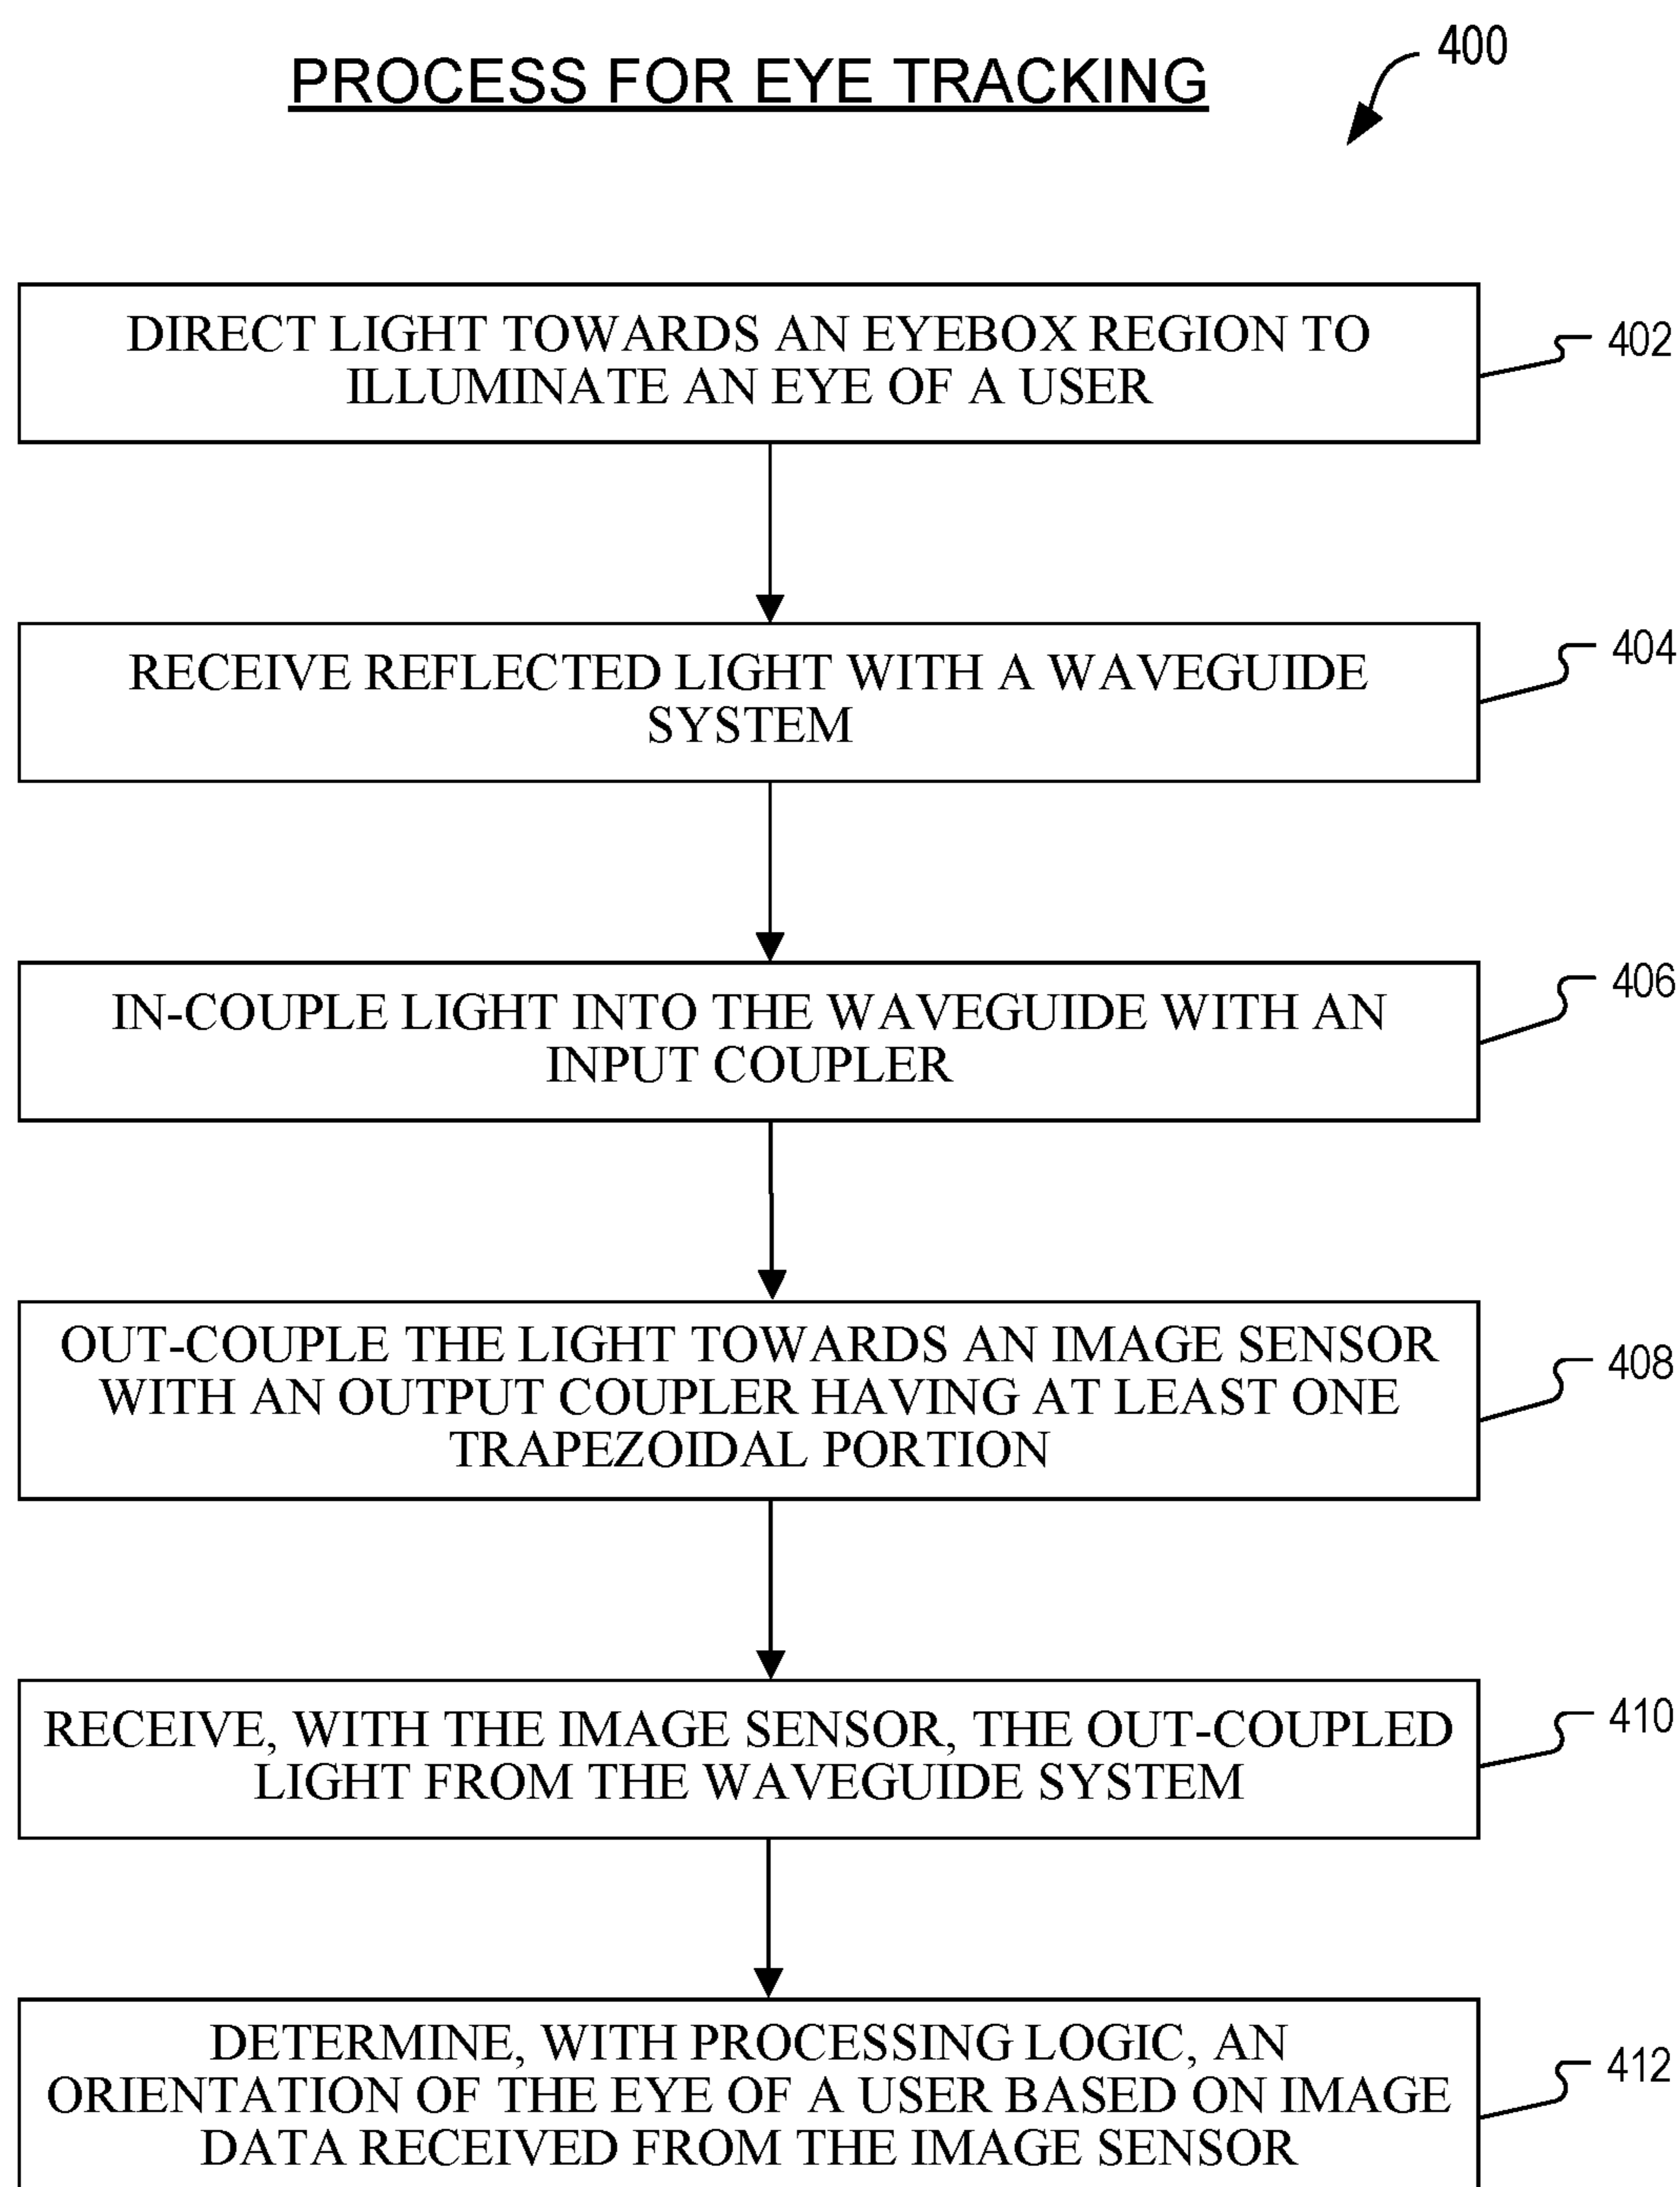 PROCESS FOR EYE TRACKING
400
DIRECT LIGHT TOWARDS AN EYEBOX REGION TO
ILLUMINATE AN EYE OF A USER
402
RECEIVE REFLECTED LIGHT WITH A WAVEGUIDE
SYSTEM
404
IN-COUPLE LIGHT INTO THE WAVEGUIDE WITH AN
INPUT COUPLER
406
OUT-COUPLE THE LIGHT TOWARDS AN IMAGE SENSOR
WITH AN OUTPUT COUPLER HAVING AT LEAST ONE
TRAPEZOIDAL PORTION
408
RECEIVE, WITH THE IMAGE SENSOR, THE OUT-COUPLED
LIGHT FROM THE WAVEGUIDE SYSTEM
410
DETERMINE, WITH PROCESSING LOGIC, AN
ORIENTATION OF THE EYE OF A USER BASED ON IMAGE
DATA RECEIVED FROM THE IMAGE SENSOR
412